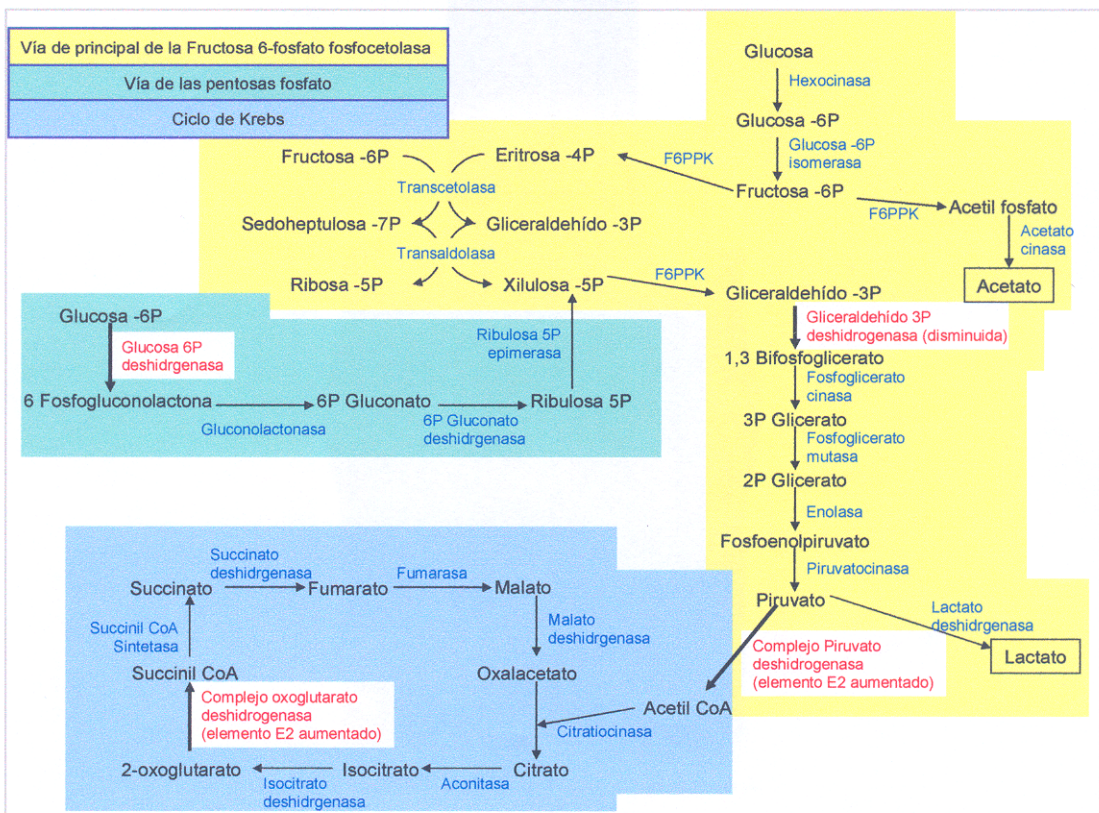 Vía de principal de la Fructosa 6-fosfato fosfocetolasa
Vía de las pentosas fosfato
Ciclo de Krebs
Glucosa
Hexocinasa
Glucosa -6P
Glucosa -6P
isomerasa
Fructosa -6P
Eritrosa -4P
F6PPK
Fructosa -6P
Transcetolasa
F6PPK
Acetil fosfato
Acetato
cinasa
Sedoheptulosa -7P
Gliceraldehído -3P
Transaldolasa
Ribosa -5P
Xilulosa -5P
F6PPK
Gliceraldehído -3P
Acetato
Glucosa -6P
Glucosa 6P
deshidrgenasa
Ribulosa 5P
epimerasa
Gliceraldehído 3P
deshidrogenasa (disminuida)
1,3 Bifosfoglicerato
Fosfoglicerato
cinasa
6 Fosfogluconolactona
6P Gluconato
Ribulosa 5P
Gluconolactonasa
6P Gluconato
deshidrgenasa
3P Glicerato
Fosfoglicerato
mutasa
2P Glicerato
Enolasa
Fosfoenolpiruvato
Piruvatocinasa
Piruvato
Lactato
deshidrgenasa
Lactato
Complejo Piruvato
deshidrogenasa
(elemento E2 aumentado)
Succinato
deshidrgenasa
Fumarasa
Succinato
Fumarato
Malato
Succinil CoA
Sintetasa
Malato
deshidrgenasa
Succinil CoA
Oxalacetato
Complejo oxoglutarato
deshidrogenasa
(elemento E2 aumentado)
Acetil CoA
Citratiocinasa
2-oxoglutarato
Isocitrato
Citrato
Isocitrato
deshidrgenasa
Aconitasa